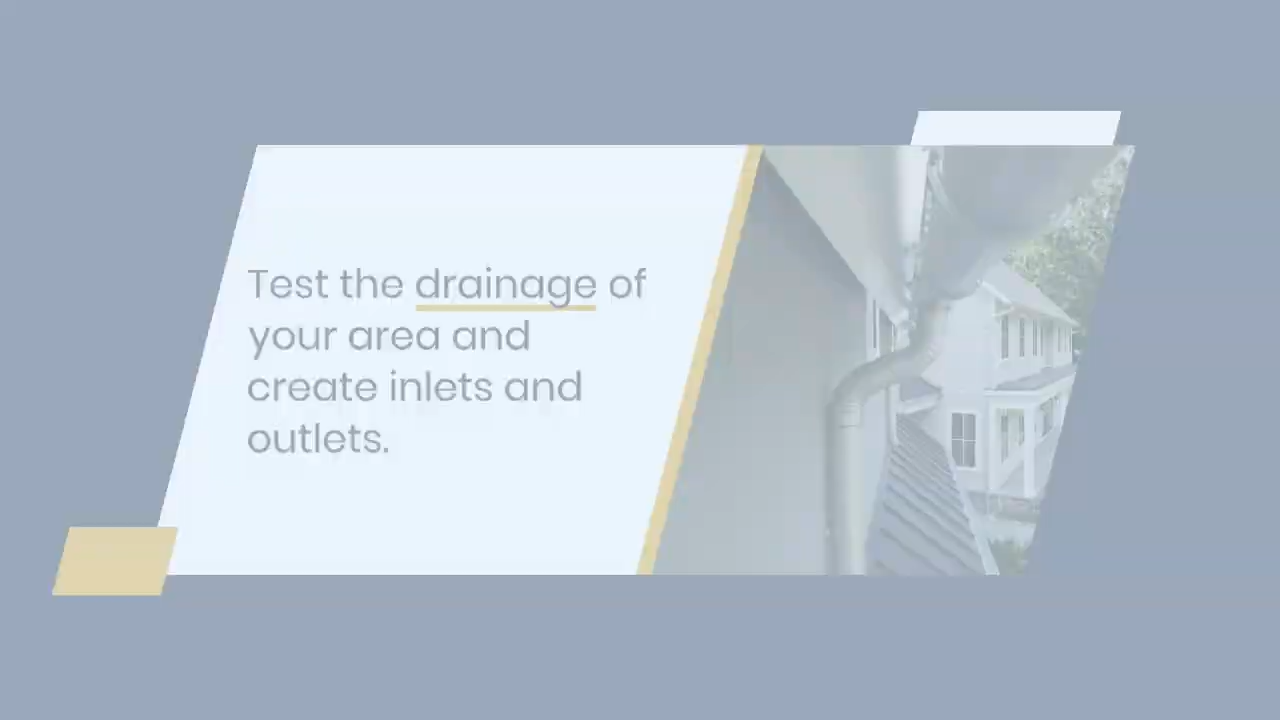 Test the drainage of
your area and
create inlets and
outlets.